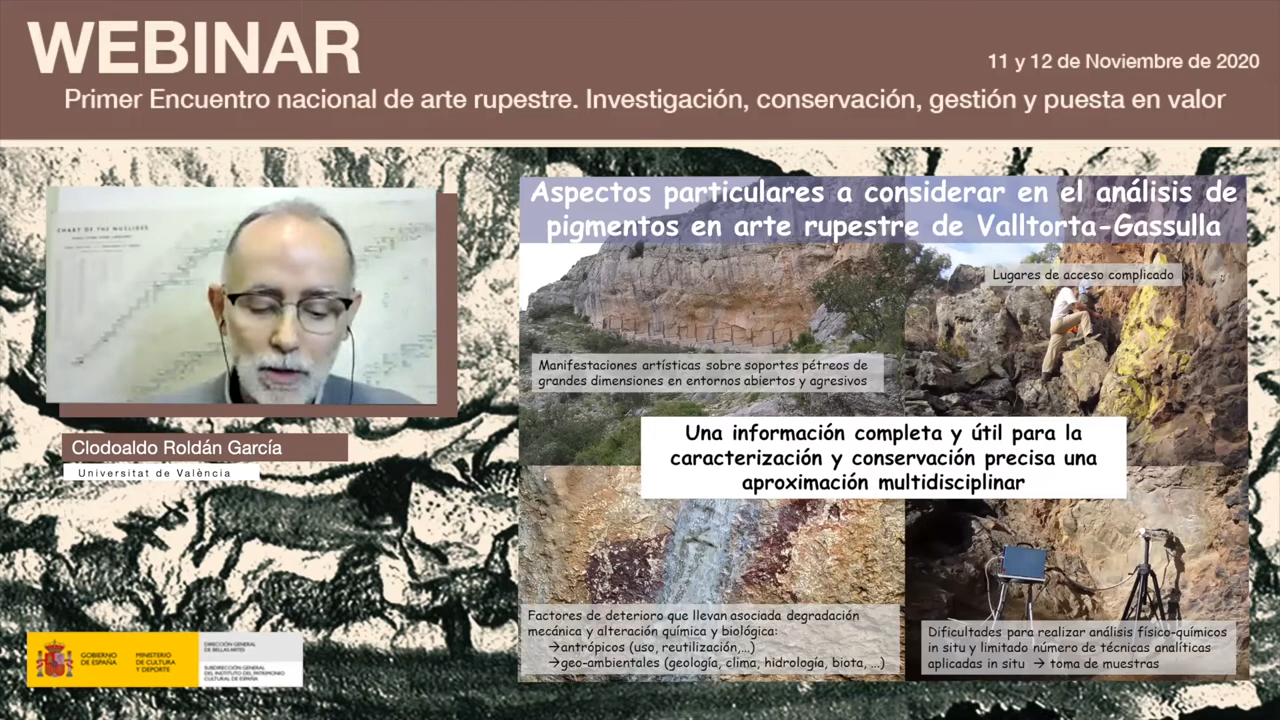 WEBINAR
11 y 12 de Noviembre de 2020
Primer Encuentro nacional de arte rupestre. Investigación, conservación, gestión y puesta en valor
CHART OF THE NUCLIDES
Clodoaldo Roldán García
Universitat de València
GOBIERNO
DE ESPAÑA
MINISTERIO
DE CULTURA
Y DEPORTE
DIRECCIÓN GENERAL
DE BELLAS ARTES
SUBDIRECCIÓN GENERAL
DEL INSTITUTO DEL PATRIMONIO
CULTURAL DE ESPAÑA
Aspectos particulares a considerar en el análisis de
pigmentos en arte rupestre de Valltorta-Gassulla
Lugares de acceso complicado
Manifestaciones artísticas sobre soportes pétreos de
grandes dimensiones en entornos abiertos y agresivos
Una información completa y útil para la
caracterización y conservación precisa una
aproximación multidisciplinar
Factores de deterioro que llevan asociada degradación
mecánica y alteración química y biológica:
→antrópicos (uso, reutilización,...)
→geo-ambientales (geología, clima, hidrología, biota, ...)
Dificultades para realizar análisis físico-químicos
in situ y limitado número de técnicas analíticas
in situ → toma de muestras